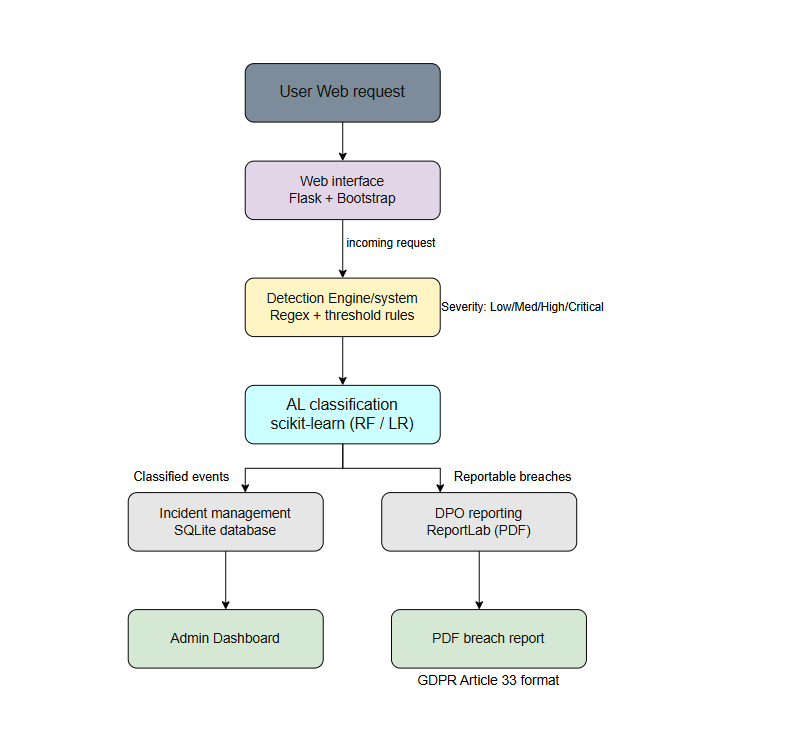 User Web request
Web interface
Flask + Bootstrap
incoming request
Detection Engine/system
Regex + threshold rules
Severity: Low/Med/High/Critical
AL classification
scikit-learn (RF / LR)
Classified events
Reportable breaches
Incident management
SQLite database
DPO reporting
ReportLab (PDF)
Admin Dashboard
PDF breach report
GDPR Article 33 format